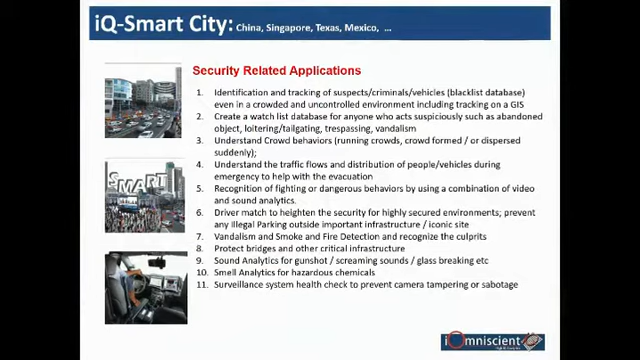 iQ-Smart City: China, Singapore, Texas, Mexico, ...
Security Related Applications
1. Identification and tracking of suspects/criminals/vehicles (blacklist database)
even in a crowded and uncontrolled environment including tracking on a GIS
2. Create a watch list database for anyone who acts suspiciously such as abandoned
object, loitering/tailgating, trespassing, vandalism
3. Understand Crowd behaviors (running crowds, crowd formed / or dispersed
suddenly);
4. Understand the traffic flows and distribution of people/vehicles during
emergency to help with the evacuation
5. Recognition of fighting or dangerous behaviors by using a combination of video
and sound analytics.
6. Driver match to heighten the security for highly secured environments; prevent
any Illegal Parking outside important infrastructure / iconic site
7. Vandalism and Smoke and Fire Detection and recognize the culprits
8. Protect bridges and other critical infrastructure
9. Sound Analytics for gunshot / screaming sounds / glass breaking etc
10. Smell Analytics for hazardous chemicals
11. Surveillance system health check to prevent camera tampering or sabotage
SMART
iOmniscient